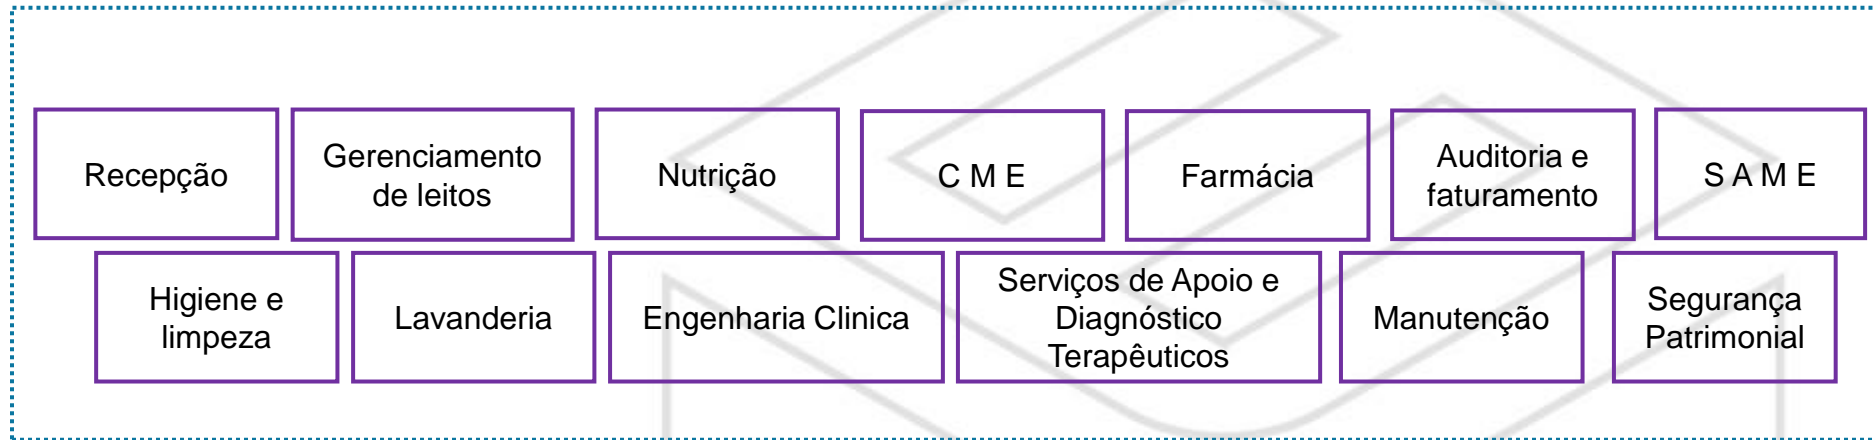 Recepção
Gerenciamento
de leitos
Nutrição
C M E
Farmácia
Auditoria e
faturamento
S A M E
Higiene e
limpeza
Lavanderia
Engenharia Clinica
Serviços de Apoio e
Diagnóstico
Terapêuticos
Manutenção
Segurança
Patrimonial